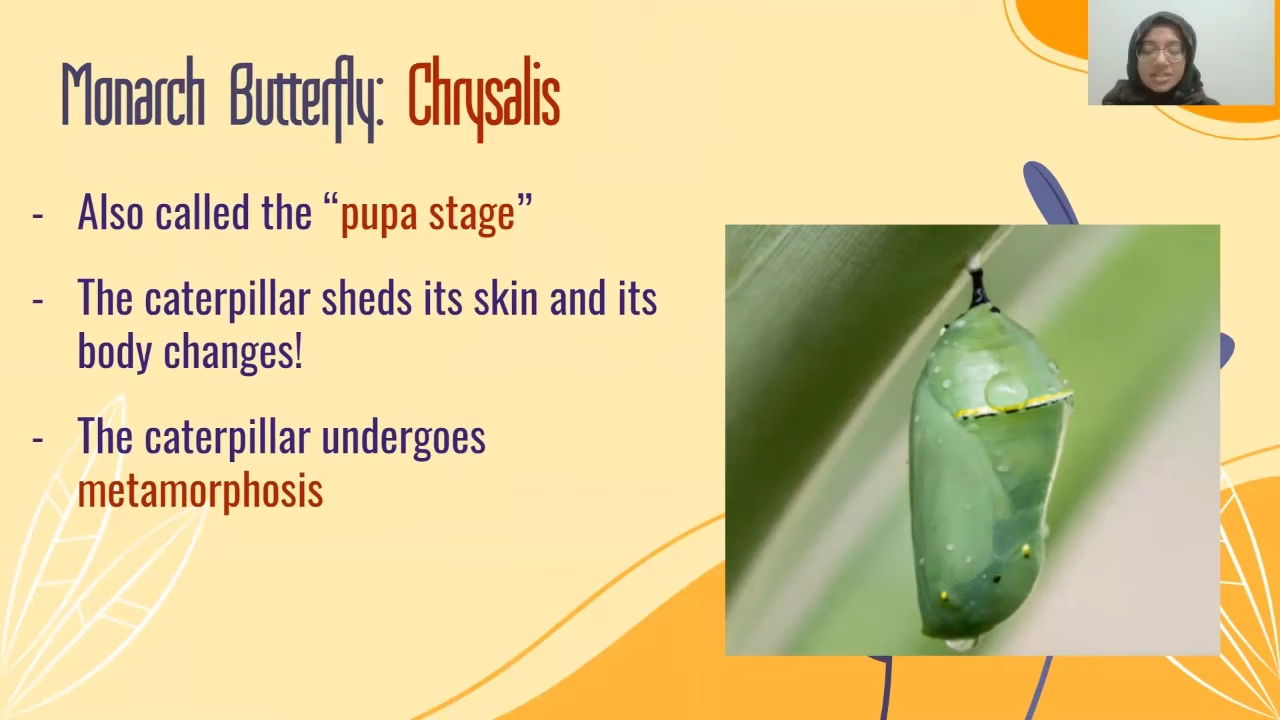 Monarch Butterfly: Chrysalis
- Also called the “pupa stage”
- The caterpillar sheds its skin and its
body changes!
- The caterpillar undergoes
metamorphosis